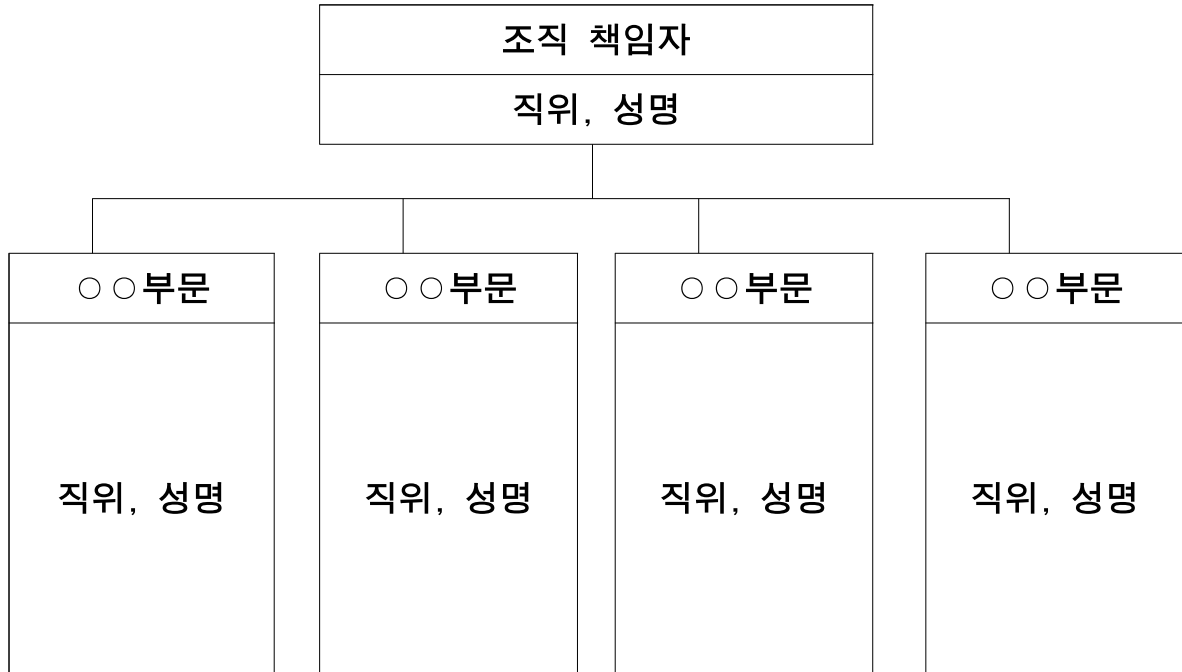 조직 책임자
직위, 성명
○○부문
○○부문
○○부문
○○부문
직위, 성명
직위, 성명
직위, 성명
직위, 성명